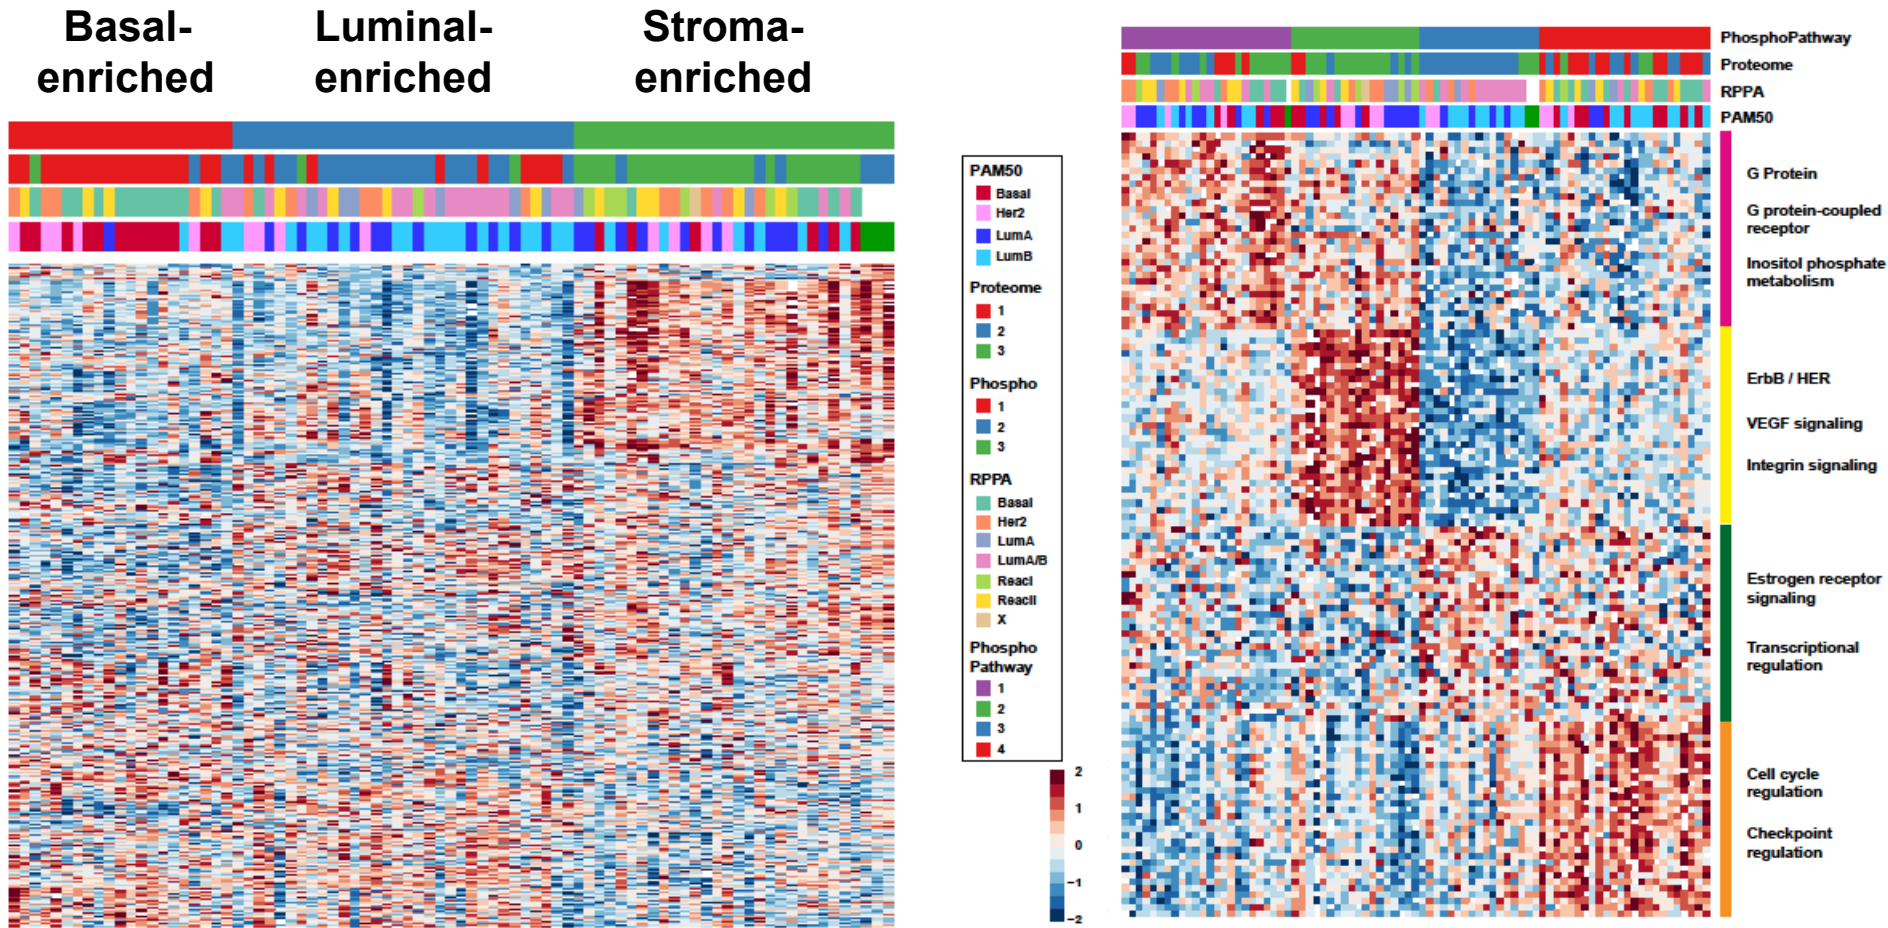 Basal-
enriched
Luminal-
enriched
Stroma-
enriched
PAM50
Basal
Her2
LumA
LumB
Proteome
1
2
3
Phospho
1
2
3
RPPA
Basal
Her2
LumA
LumA/B
ReacI
ReacII
X
Phospho
Pathway
1
2
3
4
2
1
0
−1
−2
PhosphoPathway
Proteome
RPPA
PAM50
G Protein
G protein-coupled
receptor
Inositol phosphate
metabolism
ErbB / HER
VEGF signaling
Integrin signaling
Estrogen receptor
signaling
Transcriptional
regulation
Cell cycle
regulation
Checkpoint
regulation